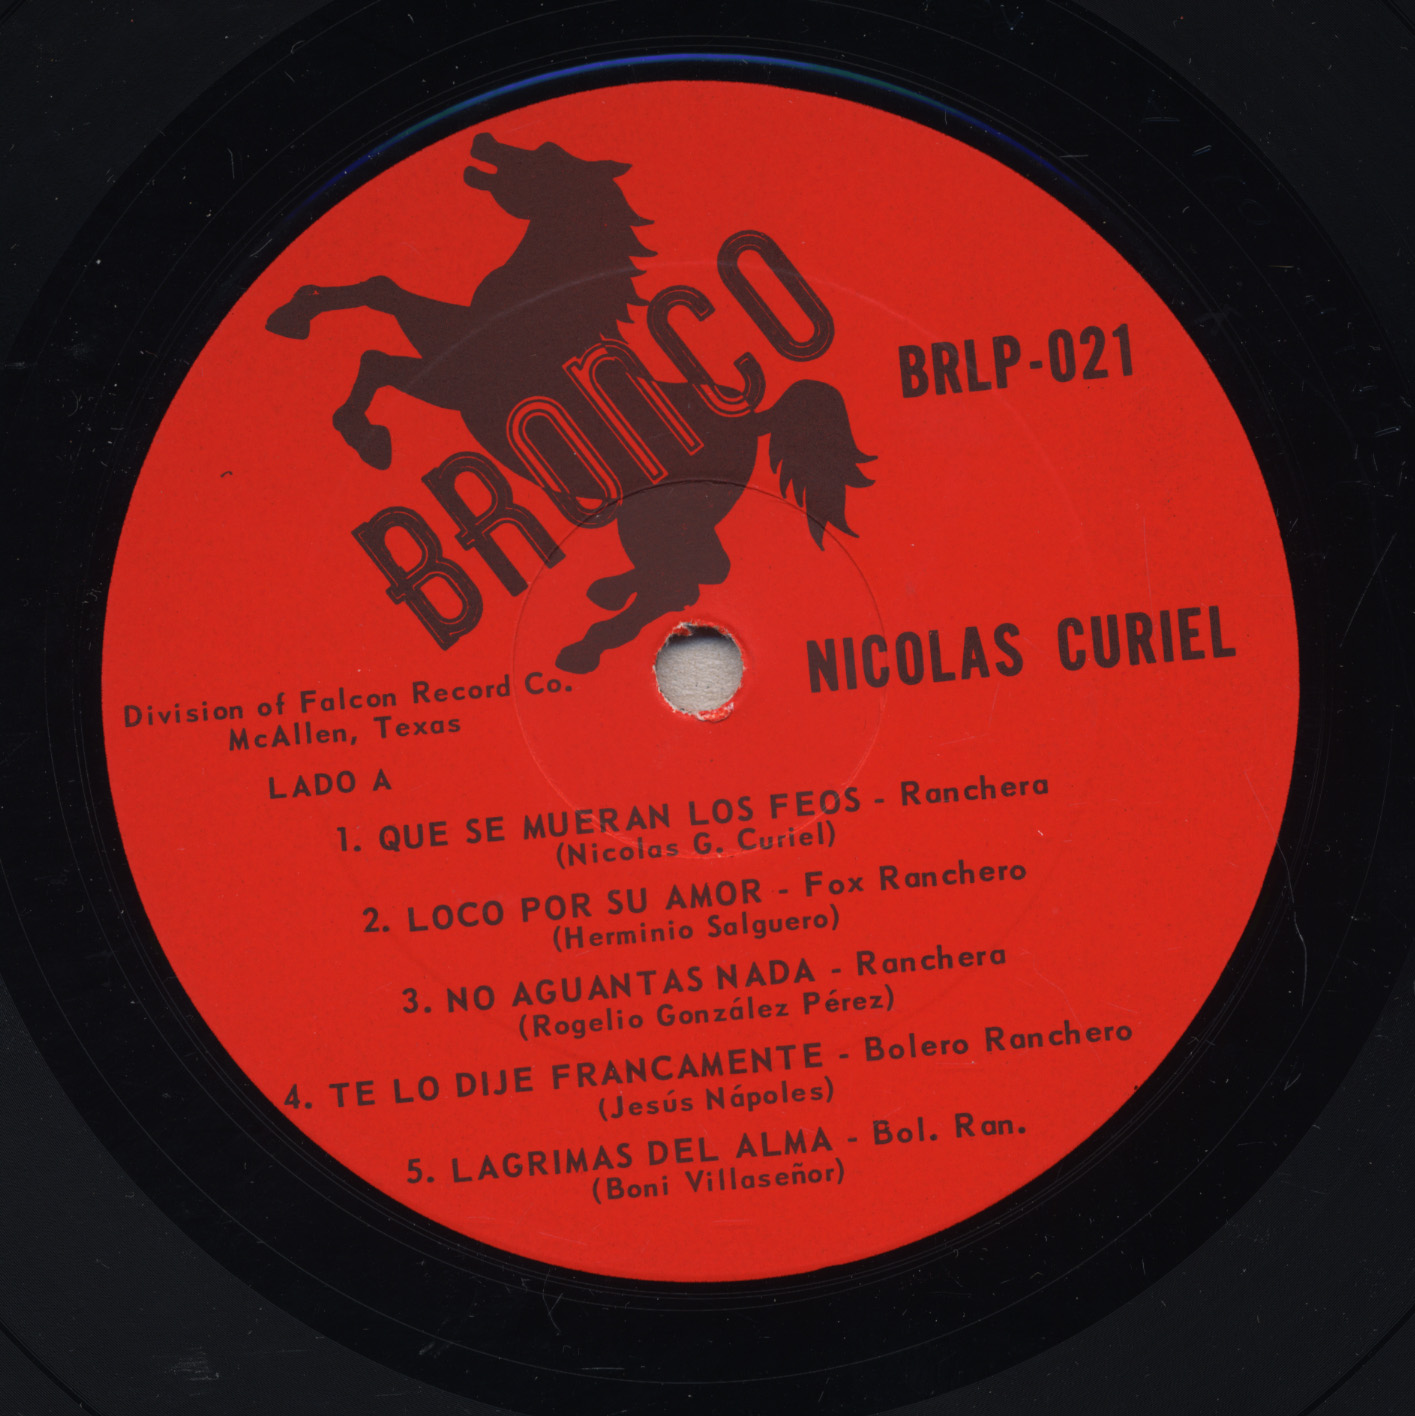 BRonCO
BRLP-021
NICOLAS CURIEL
Division of Falcon Record Co.
McAllen, Texas
LADO A
1. QUE SE MUERAN LOS FEOS - Ranchera
(Nicolas G. Curiel)
2. LOCO POR SU AMOR - Fox Ranchero
(Herminio Salguero)
3. NO AGUANTAS NADA - Ranchera
(Rogelio González Pérez)
4. TE LO DIJE FRANCAMENTE - Bolero Ranchero
(Jesús Nápoles)
5. LAGRIMAS DEL ALMA - Bol. Ran.
(Boni Villaseñor)